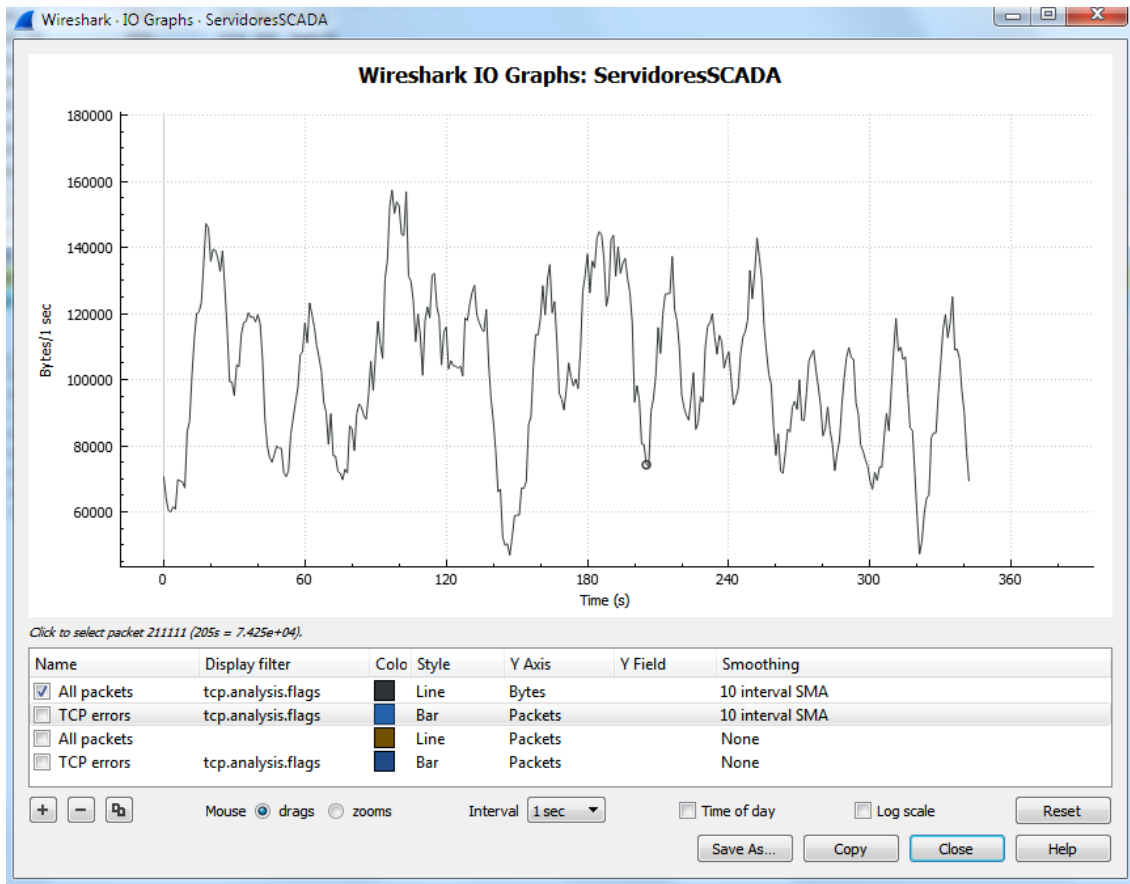 Wireshark · IO Graphs · ServidoresSCADA
Wireshark IO Graphs: ServidoresSCADA
180000
160000
140000
120000
100000
80000
60000
Bytes/1 sec
0 60 120 180 240 300 360
Time (s)
Click to select packet 211111 (205s = 7.425e+04).
Name Display filter Colo Style Y Axis Y Field Smoothing
All packets tcp.analysis.flags Line Bytes 10 interval SMA
TCP errors tcp.analysis.flags Bar Packets 10 interval SMA
All packets Line Packets None
TCP errors tcp.analysis.flags Bar Packets None
+ − Mouse drags zooms Interval 1 sec Time of day Log scale Reset
Save As... Copy Close Help